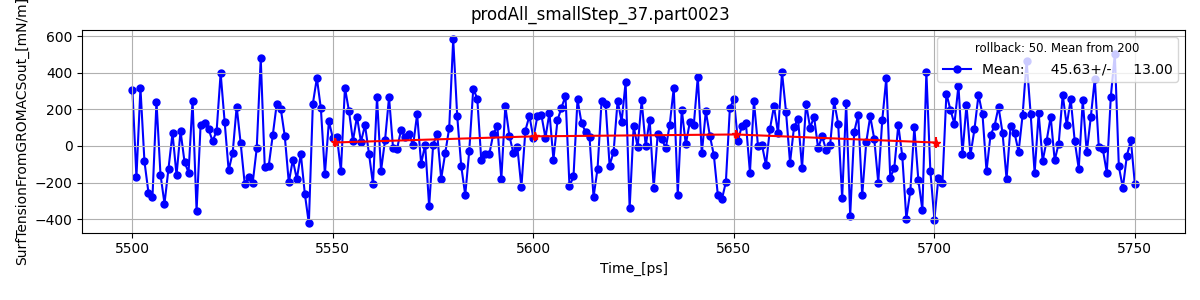 prodAll_smallStep_37.part0023
SurfTensionFromGROMACSout_[mN/m]
600
400
200
0
−200
−400
rollback: 50. Mean from 200
Mean: 45.63+/- 13.00
5500
5550
5600
5650
5700
5750
Time_[ps]